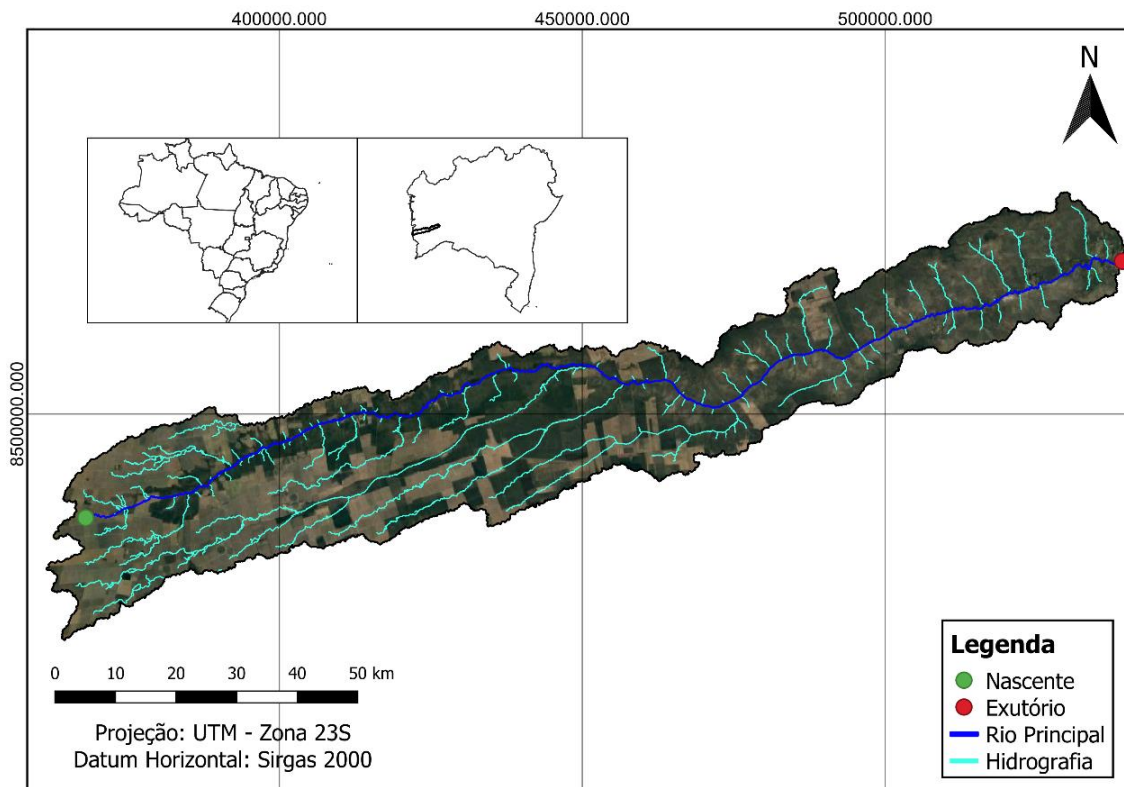 400000.000 450000.000 500000.000
N
8500000.000
0 10 20 30 40 50 km
Projeção: UTM - Zona 23S
Datum Horizontal: Sirgas 2000
Legenda
Nascente
Exutório
Rio Principal
Hidrografia